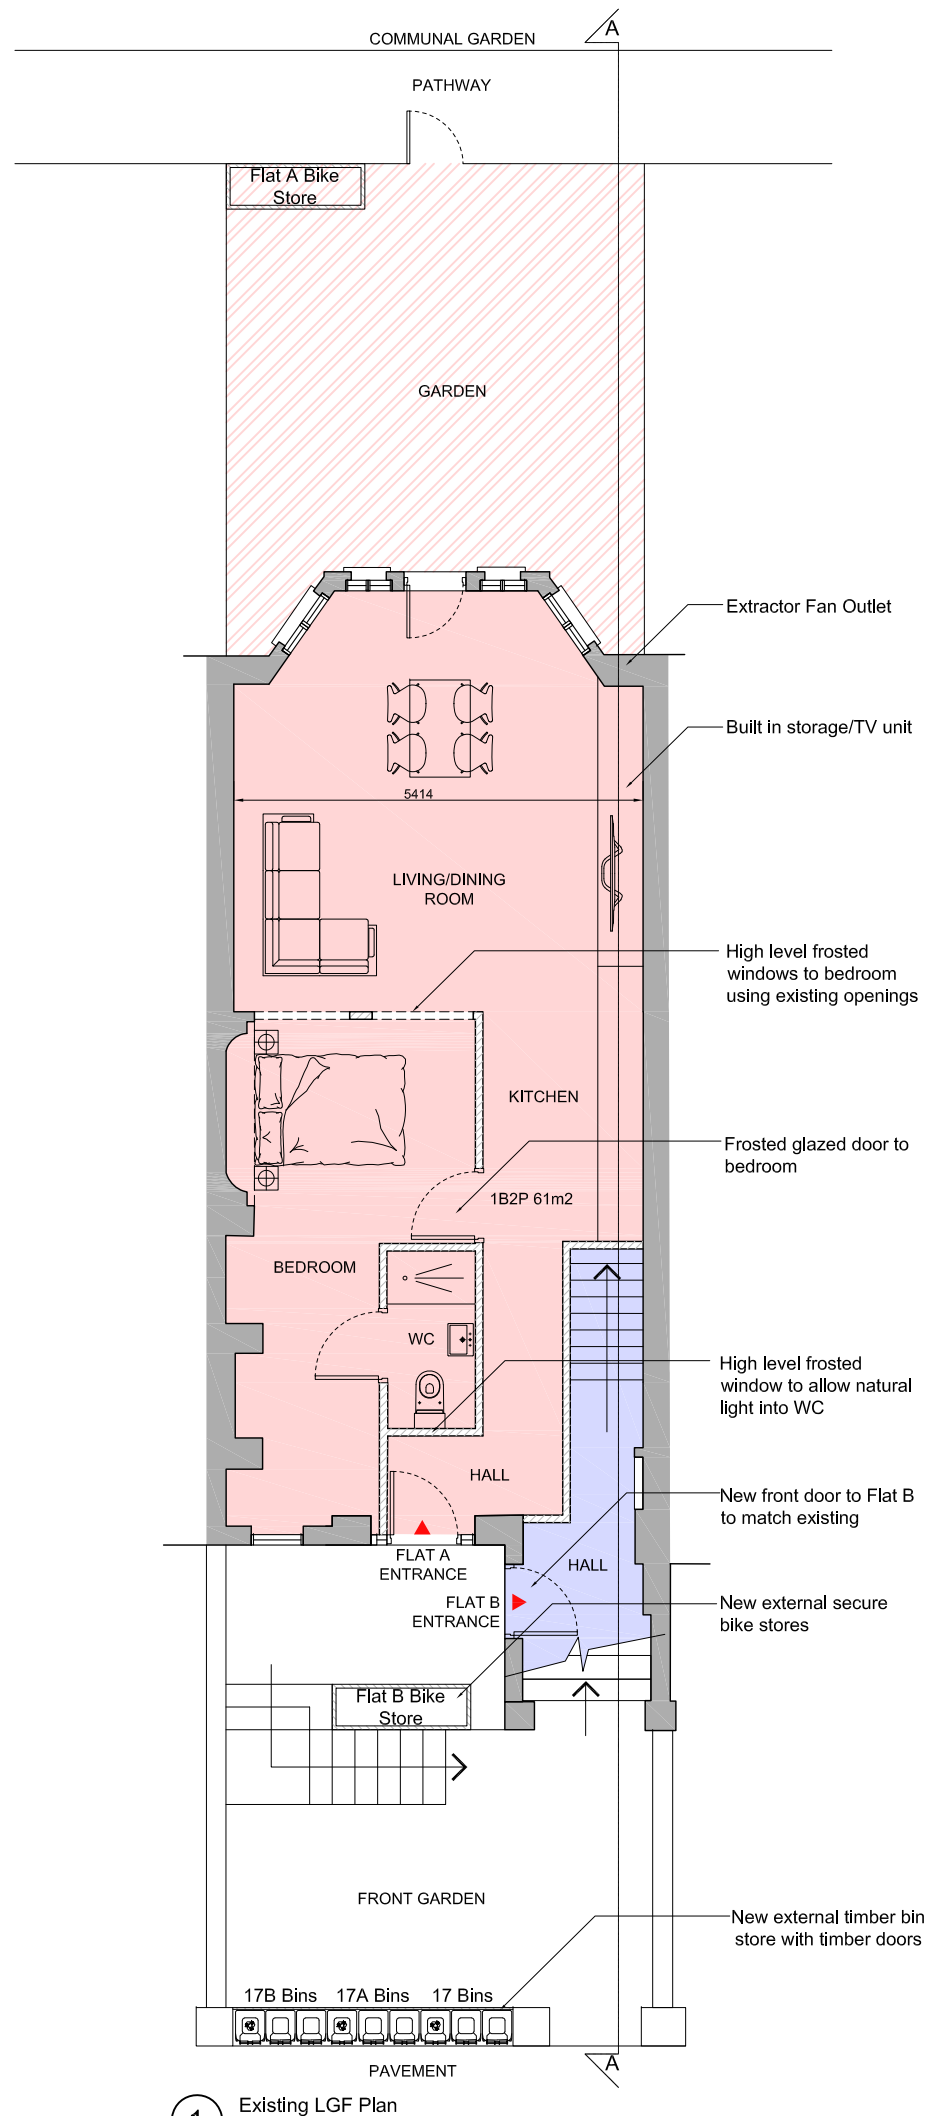 A
COMMUNAL GARDEN
PATHWAY
Flat A Bike
Store
GARDEN
Extractor Fan Outlet
Built in storage/TV unit
5414
LIVING/DINING
ROOM
High level frosted
windows to bedroom
using existing openings
KITCHEN
Frosted glazed door to
bedroom
1B2P 61m2
BEDROOM
WC
High level frosted
window to allow natural
light into WC
HALL
New front door to Flat B
to match existing
FLAT A
ENTRANCE
HALL
FLAT B
ENTRANCE
New external secure
bike stores
Flat B Bike
Store
FRONT GARDEN
New external timber bin
store with timber doors
17B Bins
17A Bins
17 Bins
A
PAVEMENT
1
Existing LGF Plan